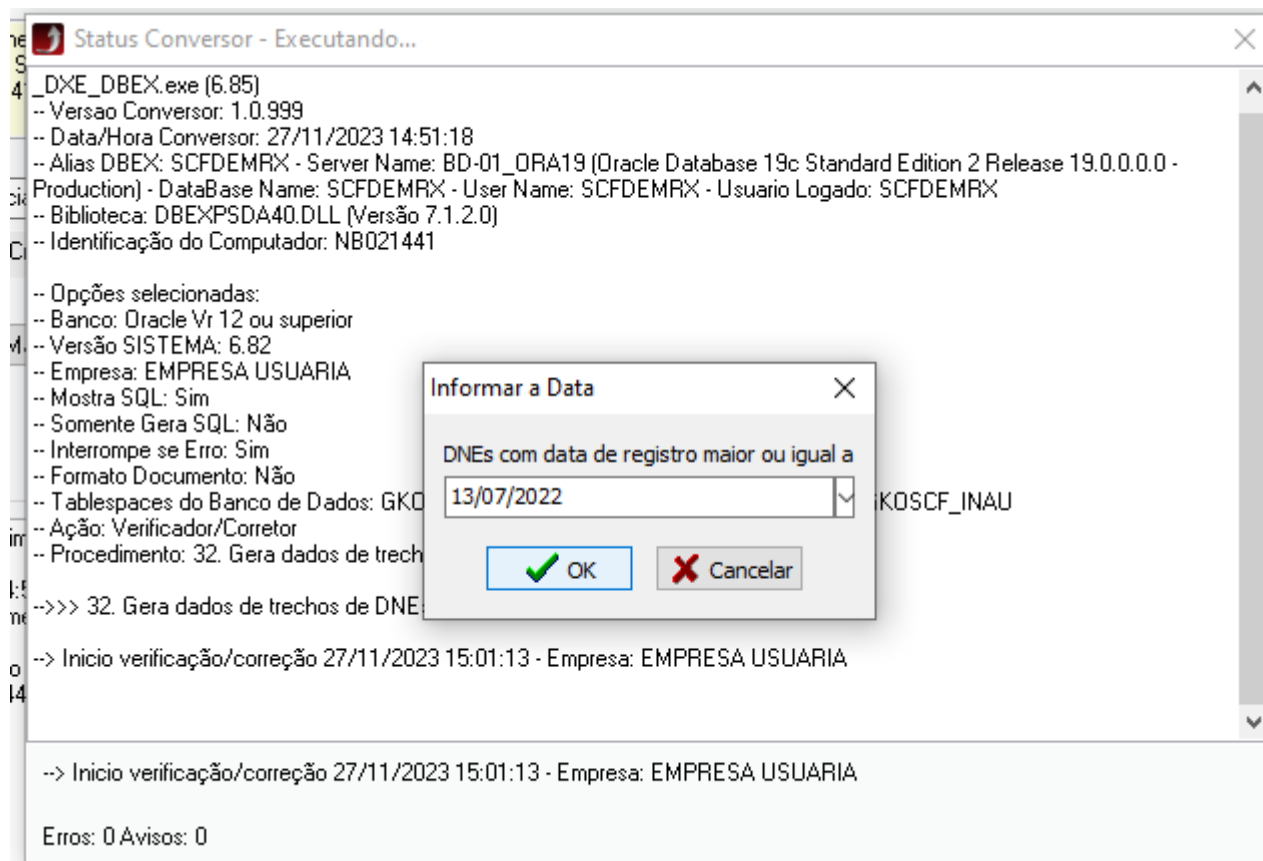 Status Conversor - Executando...
_DXE_DBEX.exe (6.85)
-- Versao Conversor: 1.0.999
-- Data/Hora Conversor: 27/11/2023 14:51:18
-- Alias DBEX: SCFDEMRX - Server Name: BD-01_ORA19 (Oracle Database 19c Standard Edition 2 Release 19.0.0.0.0 -
Production) - DataBase Name: SCFDEMRX - User Name: SCFDEMRX - Usuario Logado: SCFDEMRX
-- Biblioteca: DBEXPSDA40.DLL (Versão 7.1.2.0)
-- Identificação do Computador: NB021441
-- Opções selecionadas:
-- Banco: Oracle Vr 12 ou superior
-- Versão SISTEMA: 6.82
-- Empresa: EMPRESA USUARIA
-- Mostra SQL: Sim
-- Somente Gera SQL: Não
-- Interrompe se Erro: Sim
-- Formato Documento: Não
-- Tablespaces do Banco de Dados: GKO KOSCF_INAU
-- Ação: Verificador/Corretor
-- Procedimento: 32. Gera dados de trech
-->>> 32. Gera dados de trechos de DNE
--> Inicio verificação/correção 27/11/2023 15:01:13 - Empresa: EMPRESA USUARIA
Informar a Data
DNEs com data de registro maior ou igual a
13/07/2022
OK
Cancelar
--> Inicio verificação/correção 27/11/2023 15:01:13 - Empresa: EMPRESA USUARIA
Erros: 0 Avisos: 0